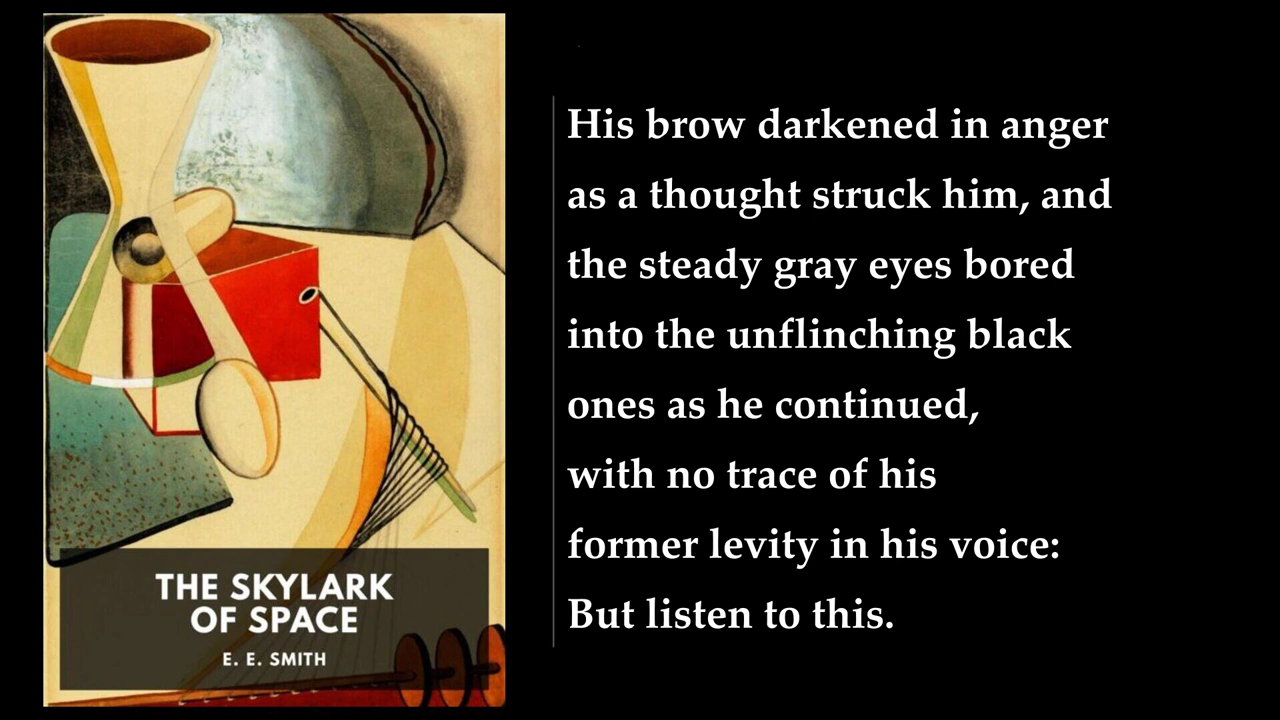 THE SKYLARK
OF SPACE
E. E. SMITH
His brow darkened in anger
as a thought struck him, and
the steady gray eyes bored
into the unflinching black
ones as he continued,
with no trace of his
former levity in his voice:
But listen to this.